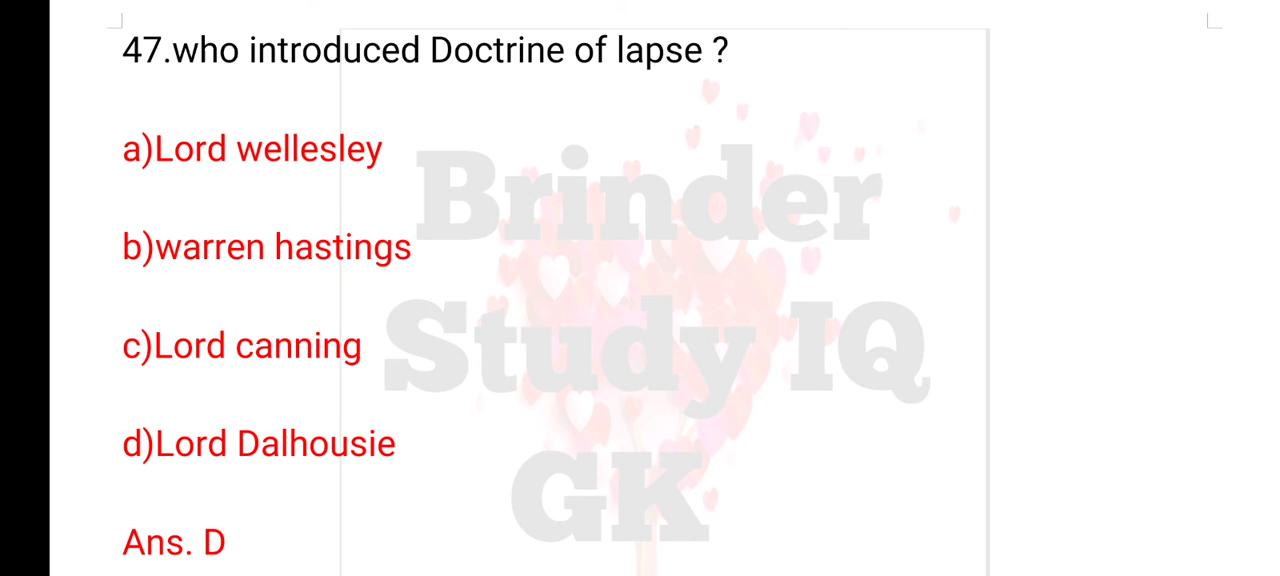 47.who introduced Doctrine of lapse ?
a)Lord wellesley
b)warren hastings
c)Lord canning
d)Lord Dalhousie
Ans. D
Brinder
Study IQ
GK